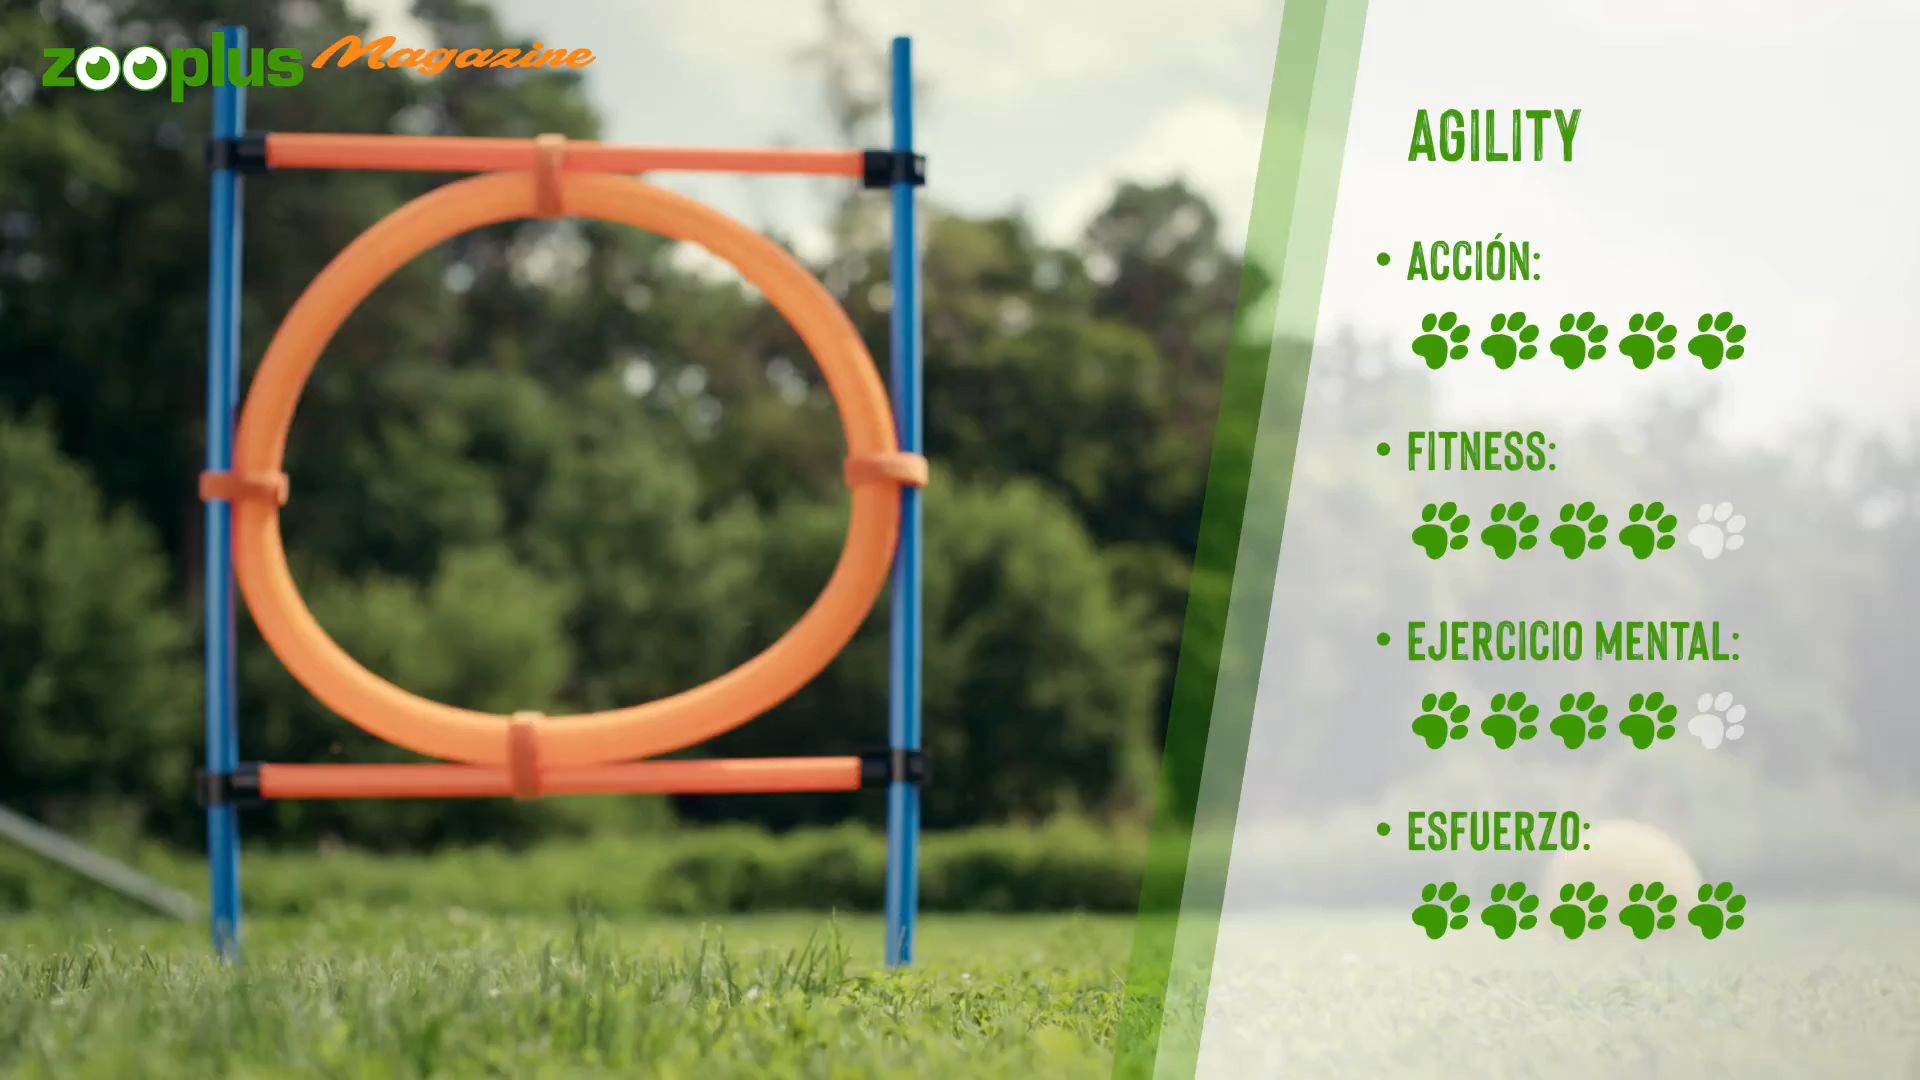 zooplus Magazine
AGILITY
• ACCIÓN:
• FITNESS:
• EJERCICIO MENTAL:
• ESFUERZO: